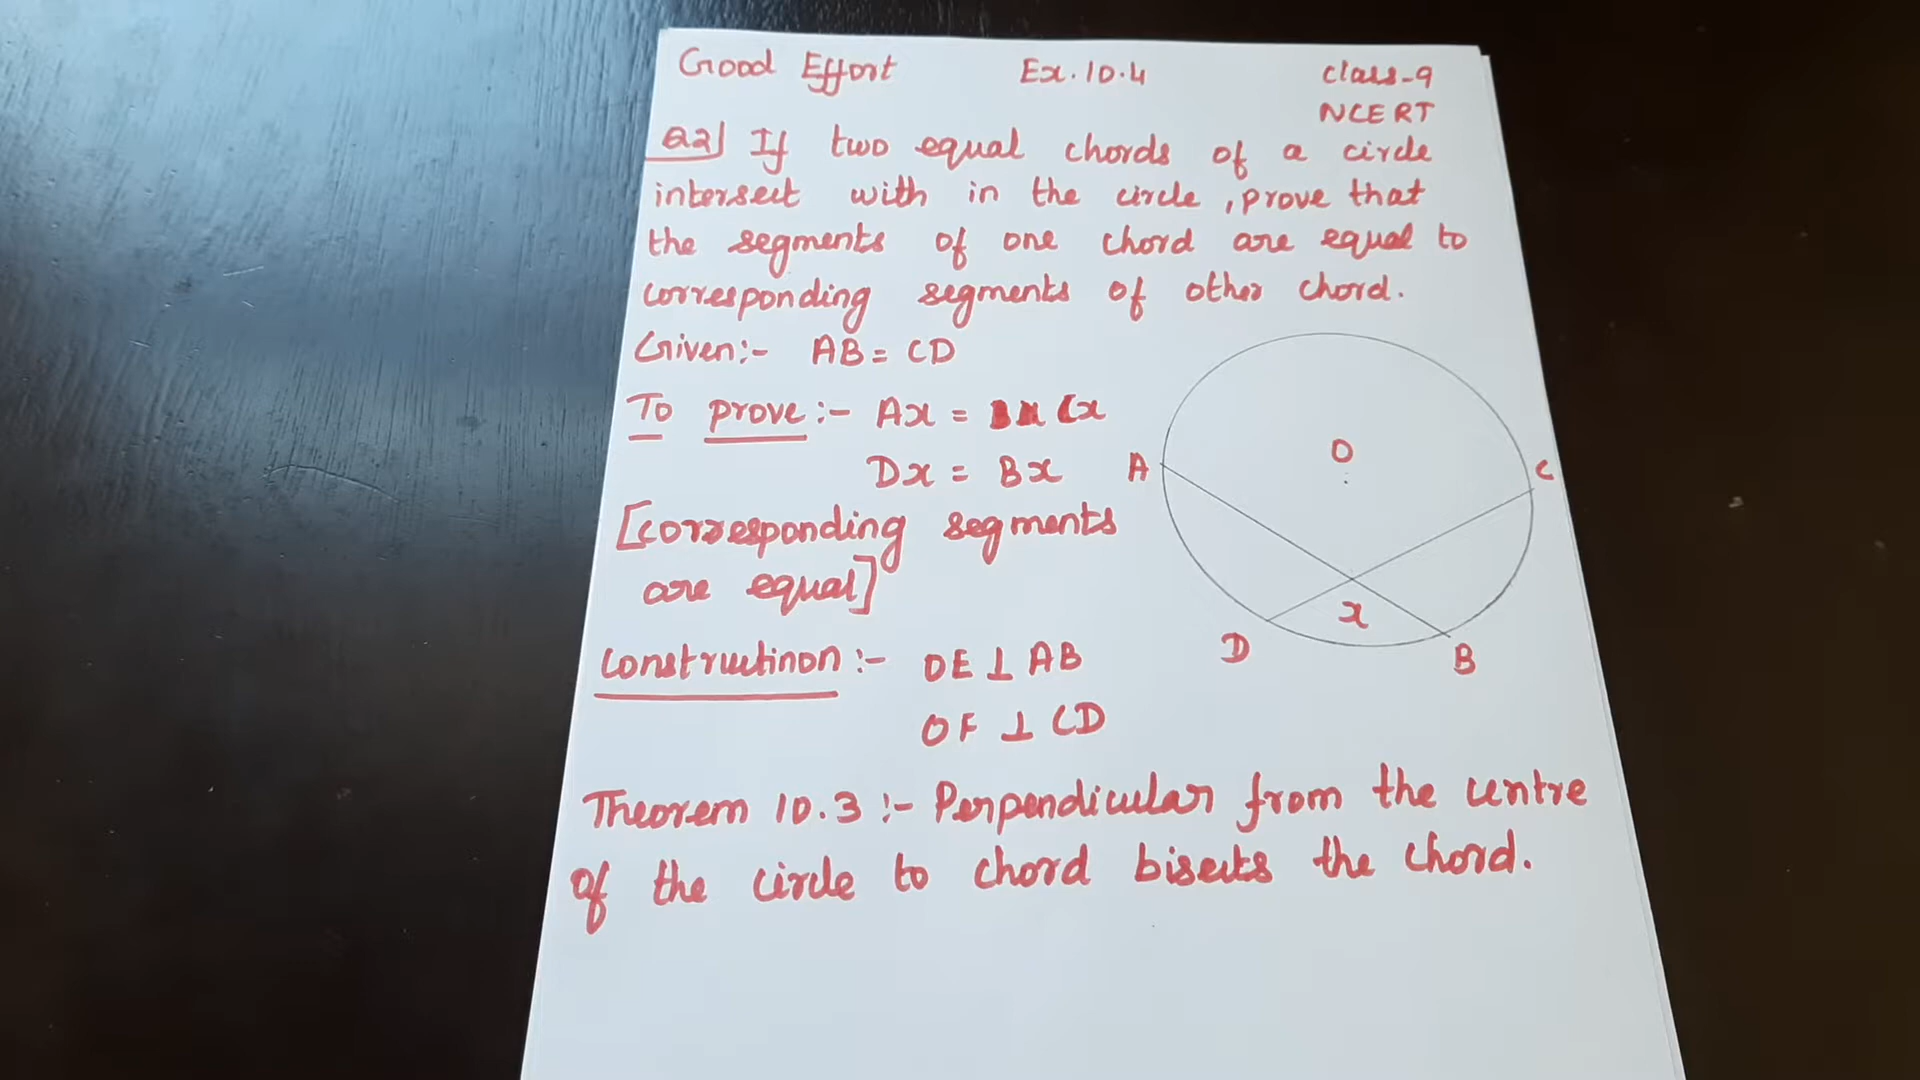 Good Effort Ex.10.4 class-9
NCERT
Q2] If two equal chords of a circle
intersect with in the circle, prove that
the segments of one chord are equal to
corresponding segments of other chord.
Given:- AB = CD
To prove:- Ax = Cx
Dx = Bx
[corresponding segments
are equal]
Constructinon:- OE ⊥ AB
OF ⊥ CD
Theorem 10.3:- Perpendicular from the centre
of the circle to chord bisects the chord.
O
A
C
x
D
B